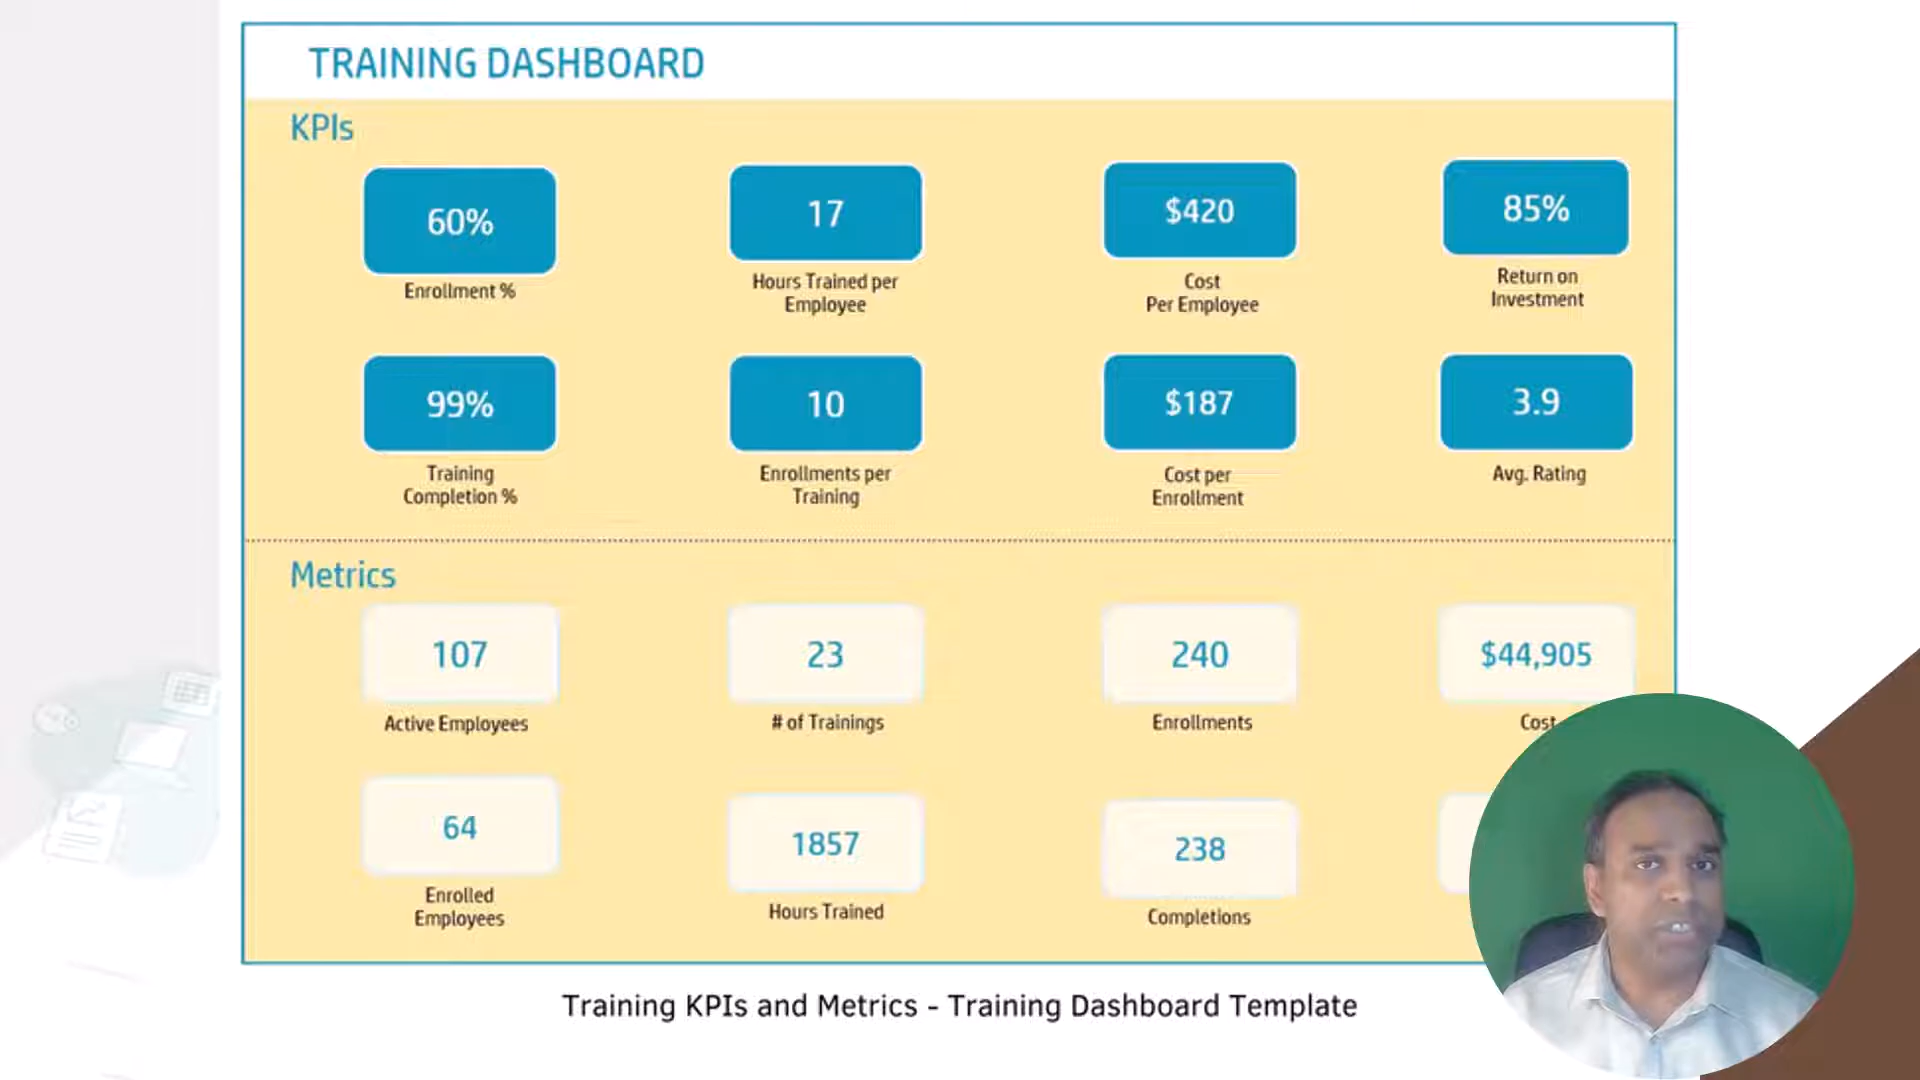 TRAINING DASHBOARD
KPIs
60%
17
$420
85%
Enrollment %
Hours Trained per
Employee
Cost
Per Employee
Return on
Investment
99%
10
$187
3.9
Training
Completion %
Enrollments per
Training
Cost per
Enrollment
Avg. Rating
Metrics
107
23
240
$44,905
Active Employees
# of Trainings
Enrollments
Cost
64
1857
238
Enrolled
Employees
Hours Trained
Completions
Training KPIs and Metrics - Training Dashboard Template